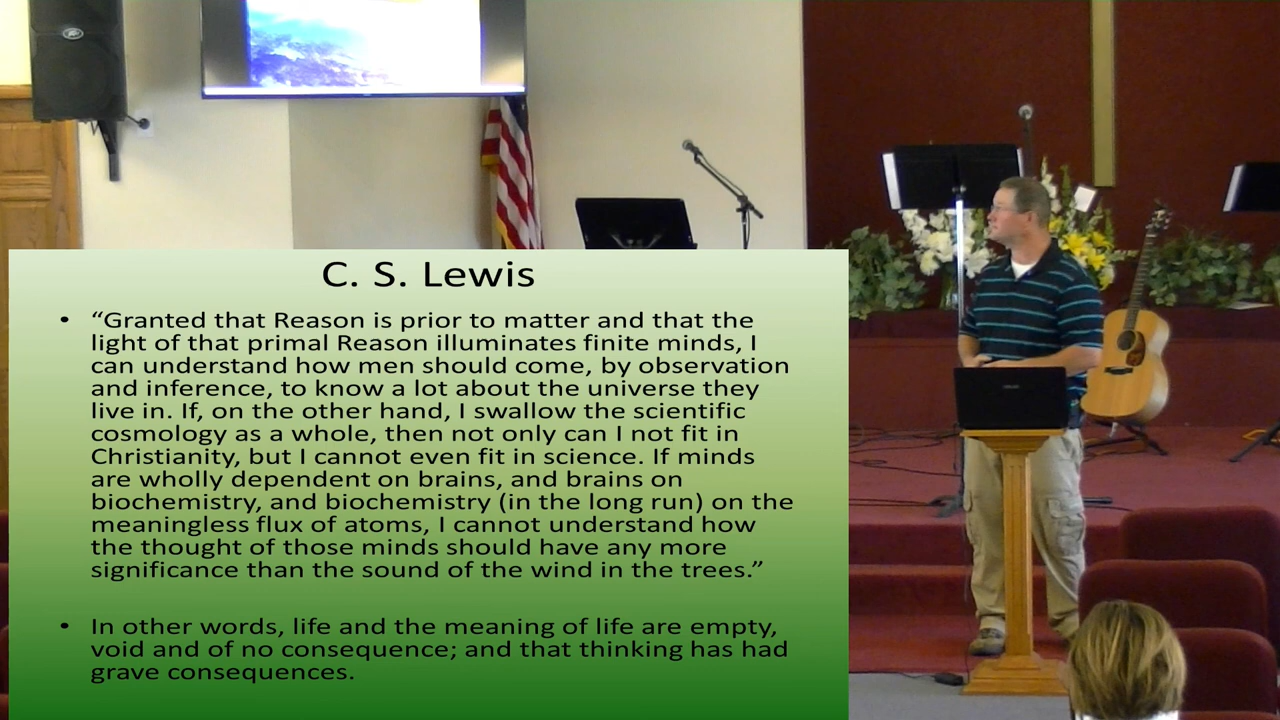 C. S. Lewis
• “Granted that Reason is prior to matter and that the
light of that primal Reason illuminates finite minds, I
can understand how men should come, by observation
and inference, to know a lot about the universe they
live in. If, on the other hand, I swallow the scientific
cosmology as a whole, then not only can I not fit in
Christianity, but I cannot even fit in science. If minds
are wholly dependent on brains, and brains on
biochemistry, and biochemistry (in the long run) on the
meaningless flux of atoms, I cannot understand how
the thought of those minds should have any more
significance than the sound of the wind in the trees.”
• In other words, life and the meaning of life are empty,
void and of no consequence; and that thinking has had
grave consequences.